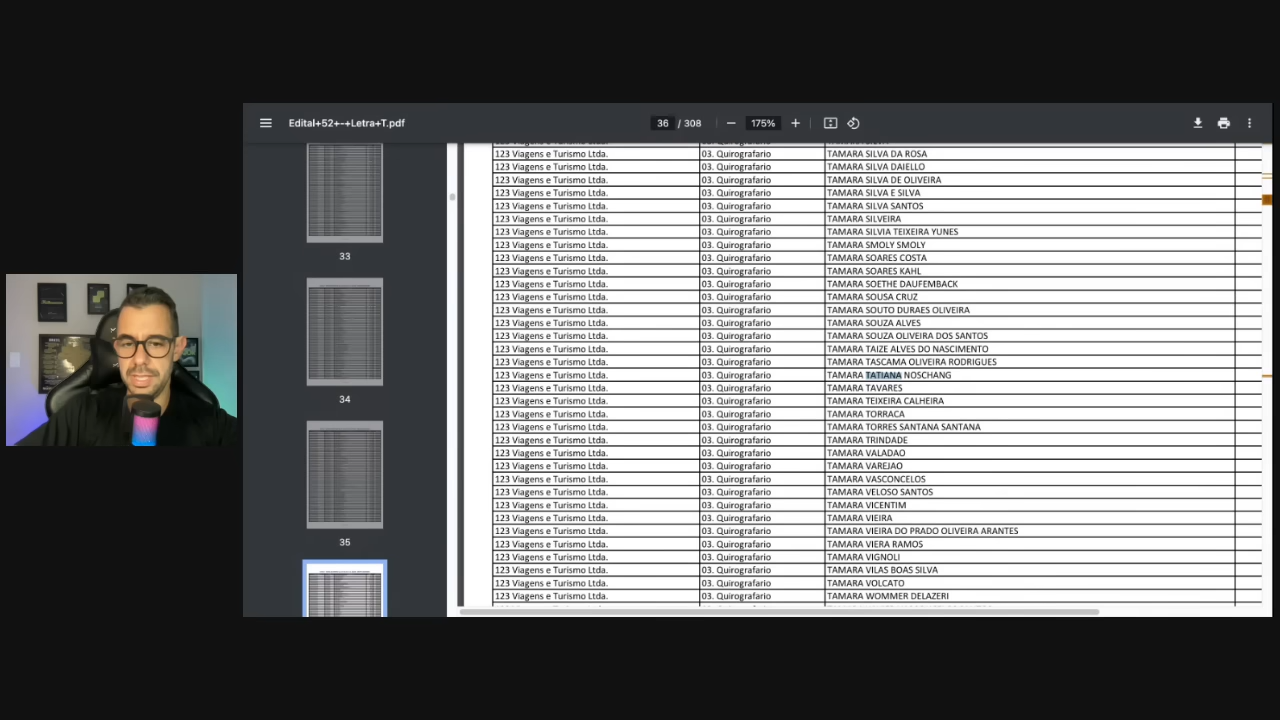 Edital+52+-+Letra+T.pdf
36 / 308
175%
33
34
35
123 Viagens e Turismo Ltda. 03. Quirografario
123 Viagens e Turismo Ltda. 03. Quirografario TAMARA SILVA DA ROSA
123 Viagens e Turismo Ltda. 03. Quirografario TAMARA SILVA DAIELLO
123 Viagens e Turismo Ltda. 03. Quirografario TAMARA SILVA DE OLIVEIRA
123 Viagens e Turismo Ltda. 03. Quirografario TAMARA SILVA E SILVA
123 Viagens e Turismo Ltda. 03. Quirografario TAMARA SILVA SANTOS
123 Viagens e Turismo Ltda. 03. Quirografario TAMARA SILVEIRA
123 Viagens e Turismo Ltda. 03. Quirografario TAMARA SILVIA TEIXEIRA YUNES
123 Viagens e Turismo Ltda. 03. Quirografario TAMARA SMOLY SMOLY
123 Viagens e Turismo Ltda. 03. Quirografario TAMARA SOARES COSTA
123 Viagens e Turismo Ltda. 03. Quirografario TAMARA SOARES KAHL
123 Viagens e Turismo Ltda. 03. Quirografario TAMARA SOETHE DAUFEMBACK
123 Viagens e Turismo Ltda. 03. Quirografario TAMARA SOUSA CRUZ
123 Viagens e Turismo Ltda. 03. Quirografario TAMARA SOUTO DURAES OLIVEIRA
123 Viagens e Turismo Ltda. 03. Quirografario TAMARA SOUZA ALVES
123 Viagens e Turismo Ltda. 03. Quirografario TAMARA SOUZA OLIVEIRA DOS SANTOS
123 Viagens e Turismo Ltda. 03. Quirografario TAMARA TAIZE ALVES DO NASCIMENTO
123 Viagens e Turismo Ltda. 03. Quirografario TAMARA TASCAMA OLIVEIRA RODRIGUES
123 Viagens e Turismo Ltda. 03. Quirografario TAMARA TATIANA NOSCHANG
123 Viagens e Turismo Ltda. 03. Quirografario TAMARA TAVARES
123 Viagens e Turismo Ltda. 03. Quirografario TAMARA TEIXEIRA CALHEIRA
123 Viagens e Turismo Ltda. 03. Quirografario TAMARA TORRACA
123 Viagens e Turismo Ltda. 03. Quirografario TAMARA TORRES SANTANA SANTANA
123 Viagens e Turismo Ltda. 03. Quirografario TAMARA TRINDADE
123 Viagens e Turismo Ltda. 03. Quirografario TAMARA VALADAO
123 Viagens e Turismo Ltda. 03. Quirografario TAMARA VAREJAO
123 Viagens e Turismo Ltda. 03. Quirografario TAMARA VASCONCELOS
123 Viagens e Turismo Ltda. 03. Quirografario TAMARA VELOSO SANTOS
123 Viagens e Turismo Ltda. 03. Quirografario TAMARA VICENTIM
123 Viagens e Turismo Ltda. 03. Quirografario TAMARA VIEIRA
123 Viagens e Turismo Ltda. 03. Quirografario TAMARA VIEIRA DO PRADO OLIVEIRA ARANTES
123 Viagens e Turismo Ltda. 03. Quirografario TAMARA VIERA RAMOS
123 Viagens e Turismo Ltda. 03. Quirografario TAMARA VIGNOLI
123 Viagens e Turismo Ltda. 03. Quirografario TAMARA VILAS BOAS SILVA
123 Viagens e Turismo Ltda. 03. Quirografario TAMARA VOLCATO
123 Viagens e Turismo Ltda. 03. Quirografario TAMARA WOMMER DELAZERI